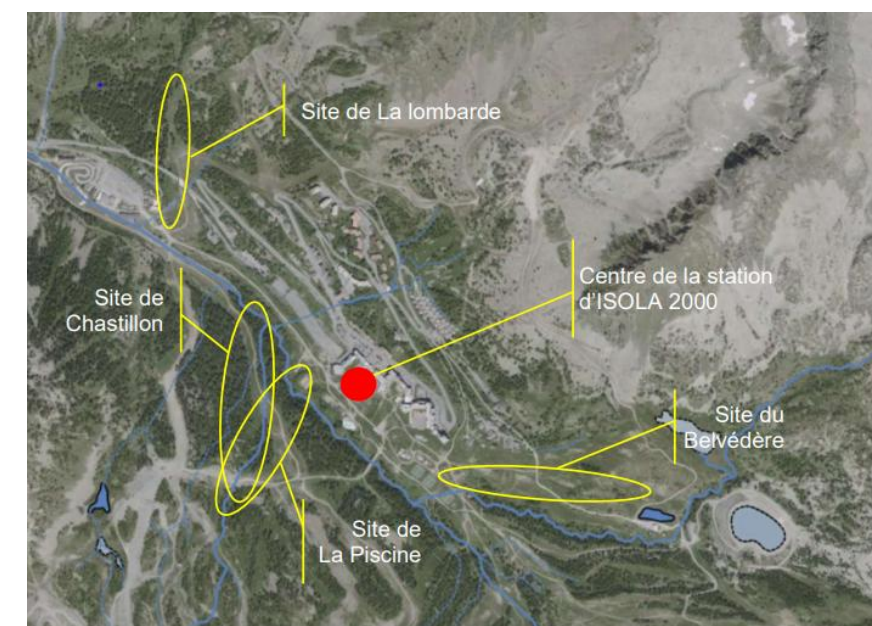 Site de La lombarde
Centre de la station
d'ISOLA 2000
Site de
Chastillon
Site du
Belvédère
Site de
La Piscine